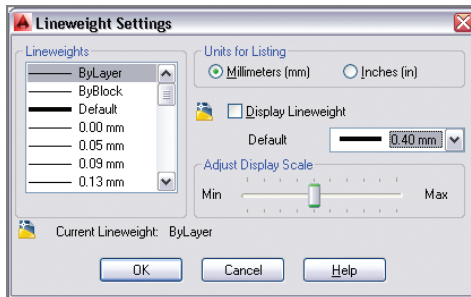 Lineweight Settings
Lineweights
ByLayer
ByBlock
Default
0.00 mm
0.05 mm
0.09 mm
0.13 mm
Units for Listing
Millimeters (mm) Inches (in)
Display Lineweight
Default 0.40 mm
Adjust Display Scale
Min Max
Current Lineweight: ByLayer
OK Cancel Help